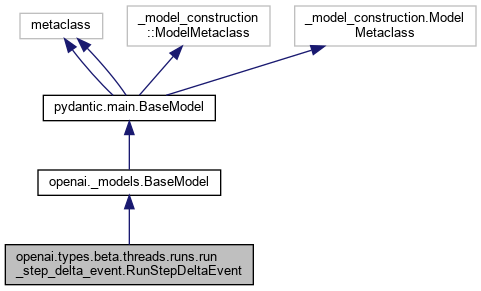 metaclass
_model_construction
::ModelMetaclass
_model_construction.Model
Metaclass
pydantic.main.BaseModel
openai._models.BaseModel
openai.types.beta.threads.runs.run
_step_delta_event.RunStepDeltaEvent